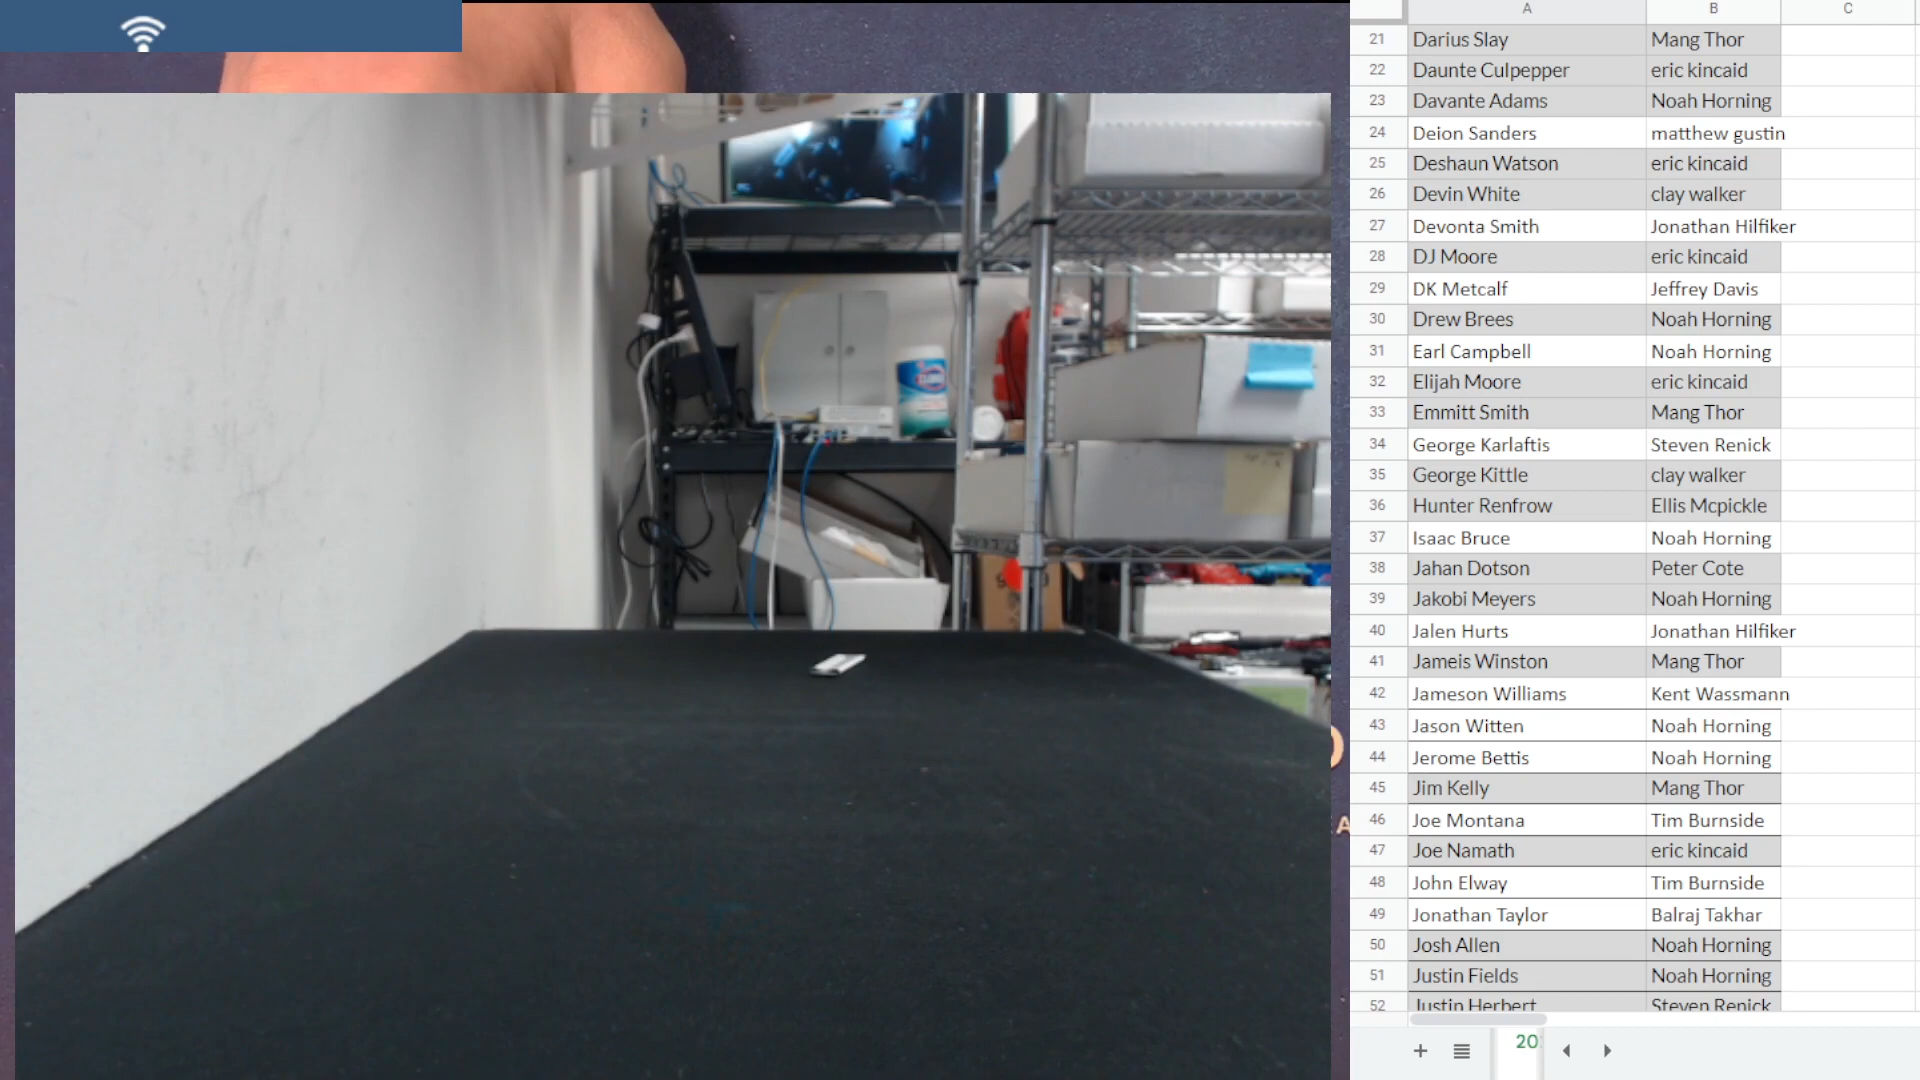 A B C
21 Darius Slay Mang Thor
22 Daunte Culpepper eric kincaid
23 Davante Adams Noah Horning
24 Deion Sanders matthew gustin
25 Deshaun Watson eric kincaid
26 Devin White clay walker
27 Devonta Smith Jonathan Hilfiker
28 DJ Moore eric kincaid
29 DK Metcalf Jeffrey Davis
30 Drew Brees Noah Horning
31 Earl Campbell Noah Horning
32 Elijah Moore eric kincaid
33 Emmitt Smith Mang Thor
34 George Karlaftis Steven Renick
35 George Kittle clay walker
36 Hunter Renfrow Ellis Mcpickle
37 Isaac Bruce Noah Horning
38 Jahan Dotson Peter Cote
39 Jakobi Meyers Noah Horning
40 Jalen Hurts Jonathan Hilfiker
41 Jameis Winston Mang Thor
42 Jameson Williams Kent Wassmann
43 Jason Witten Noah Horning
44 Jerome Bettis Noah Horning
45 Jim Kelly Mang Thor
46 Joe Montana Tim Burnside
47 Joe Namath eric kincaid
48 John Elway Tim Burnside
49 Jonathan Taylor Balraj Takhar
50 Josh Allen Noah Horning
51 Justin Fields Noah Horning
52 Justin Herbert Steven Renick
20